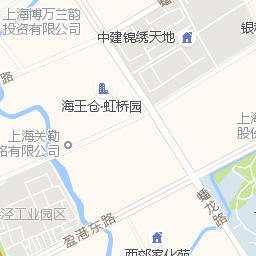 上海博万兰韵
投资有限公司
中建锦绣天地
银
路
海王仓·虹桥园
上海
股份
上海关勒
铭有限公司
泾工业园区
盈港东路
蟠龙路
西郊家化苑